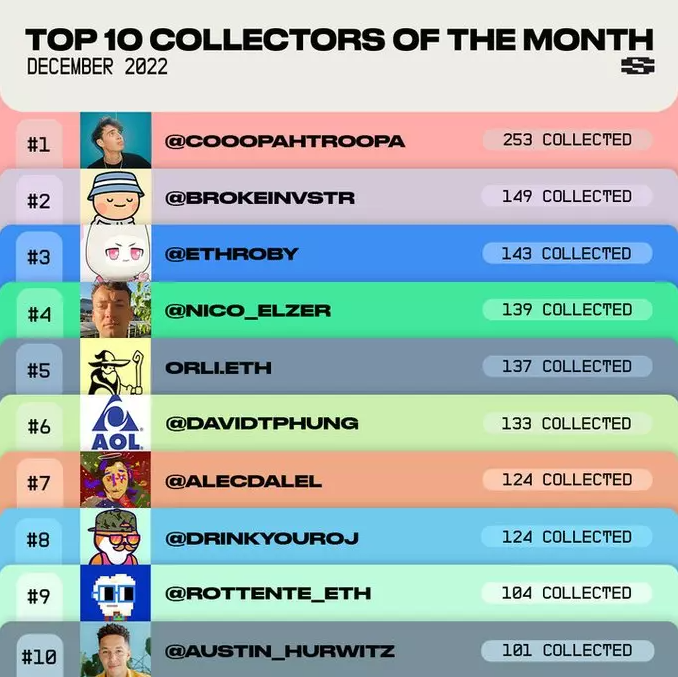 TOP 10 COLLECTORS OF THE MONTH
DECEMBER 2022
#1 @COOOPAHTROOPA 253 COLLECTED
#2 @BROKEINVSTR 149 COLLECTED
#3 @ETHROBY 143 COLLECTED
#4 @NICO_ELZER 139 COLLECTED
#5 ORLI.ETH 137 COLLECTED
#6 AOL @DAVIDTPHUNG 133 COLLECTED
#7 @ALECDALEL 124 COLLECTED
#8 @DRINKYOUROJ 124 COLLECTED
#9 @ROTTENTE_ETH 104 COLLECTED
#10 @AUSTIN_HURWITZ 101 COLLECTED